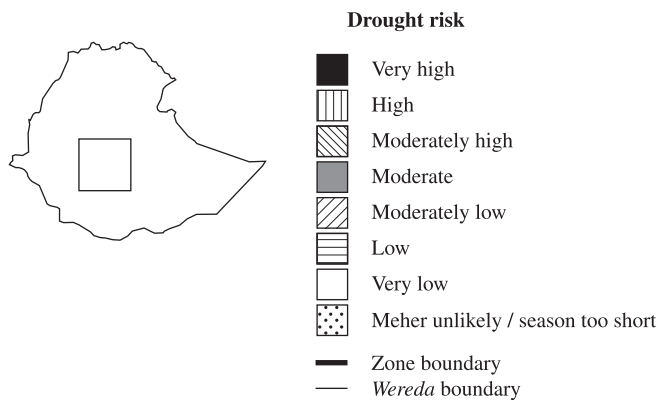 Drought risk
Very high
High
Moderately high
Moderate
Moderately low
Low
Very low
Meher unlikely / season too short
Zone boundary
Wereda boundary